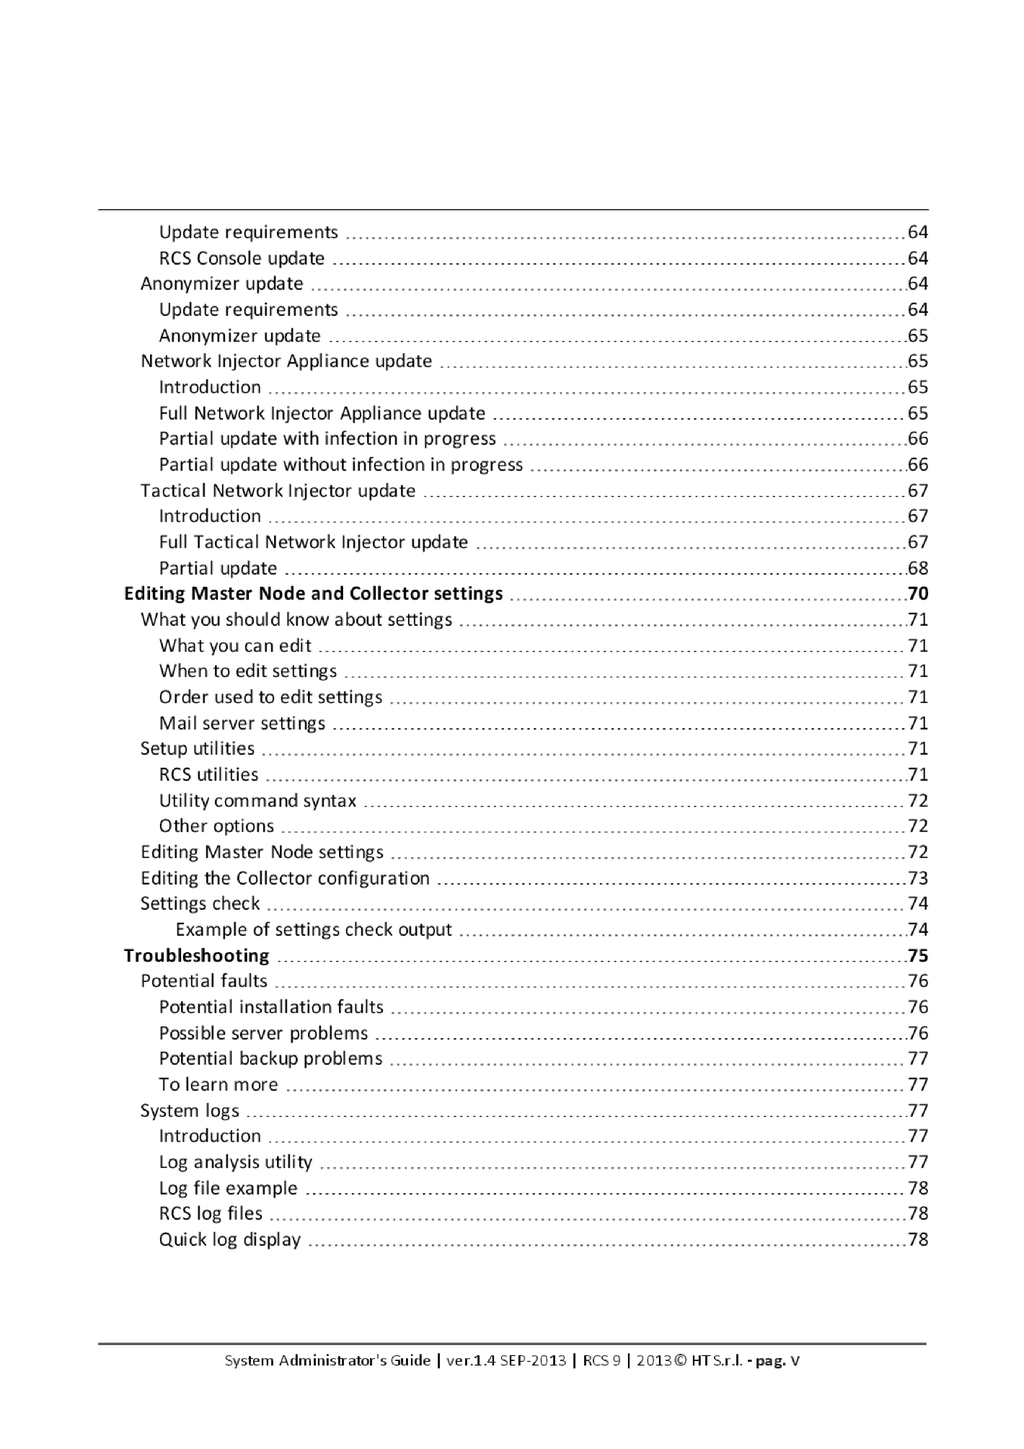 Update requirements 64
RCS Console update 64
Anonymizer update 64
Update requirements 64
Anonymizer update 65
Network Injector Appliance update 65
Introduction 65
Full Network Injector Appliance update 65
Partial update with infection in progress 66
Partial update without infection in progress 66
Tactical Network Injector update 67
Introduction 67
Full Tactical Network Injector update 67
Partial update 68
Editing Master Node and Collector settings 70
What you should know about settings 71
What you can edit 71
When to edit settings 71
Order used to edit settings 71
Mail server settings 71
Setup utilities 71
RCS utilities 71
Utility command syntax 72
Other options 72
Editing Master Node settings 72
Editing the Collector configuration 73
Settings check 74
Example of settings check output 74
Troubleshooting 75
Potential faults 76
Potential installation faults 76
Possible server problems 76
Potential backup problems 77
To learn more 77
System logs 77
Introduction 77
Log analysis utility 77
Log file example 78
RCS log files 78
Quick log display 78
System Administrator's Guide | ver.1.4 SEP-2013 | RCS 9 | 2013© HT S.r.l. - pag. V